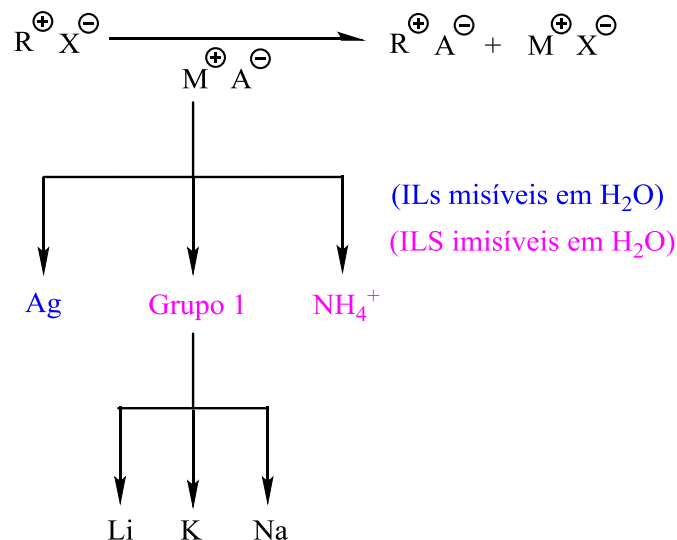 R⊕ X⊖ R⊕ A⊖ + M⊕ X⊖
M⊕ A⊖
(ILs misíveis em H₂O)
(ILS imisíveis em H₂O)
Ag Grupo 1 NH₄⁺
Li K Na